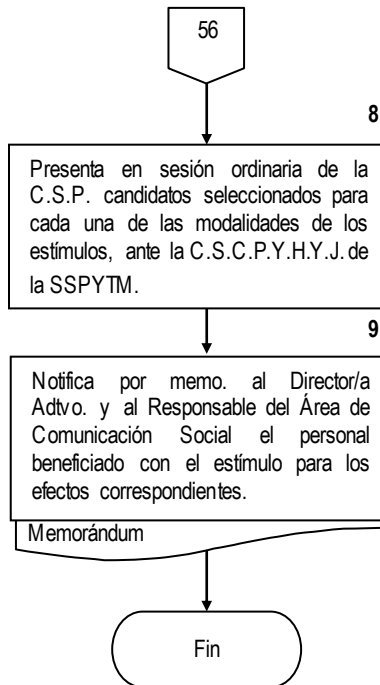 56
8
Presenta en sesión ordinaria de la
C.S.P. candidatos seleccionados para
cada una de las modalidades de los
estímulos, ante la C.S.C.P.Y.H.Y.J. de
la SSPYTM.
9
Notifica por memo. al Director/a
Adtvo. y al Responsable del Área de
Comunicación Social el personal
beneficiado con el estímulo para los
efectos correspondientes.
Memorándum
Fin